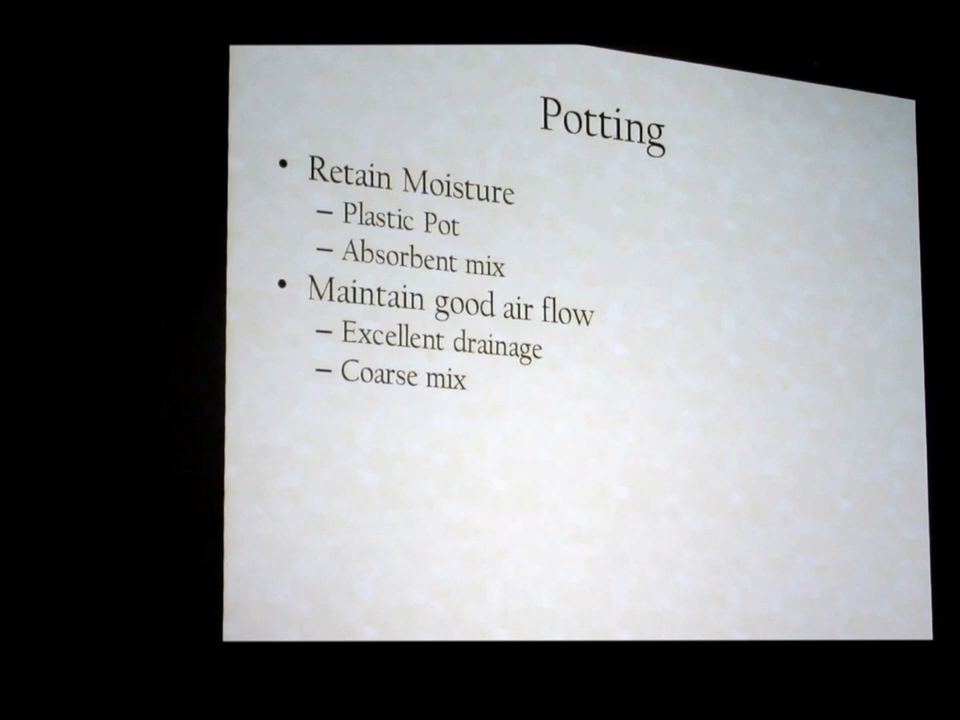 Potting
• Retain Moisture
– Plastic Pot
– Absorbent mix
• Maintain good air flow
– Excellent drainage
– Coarse mix